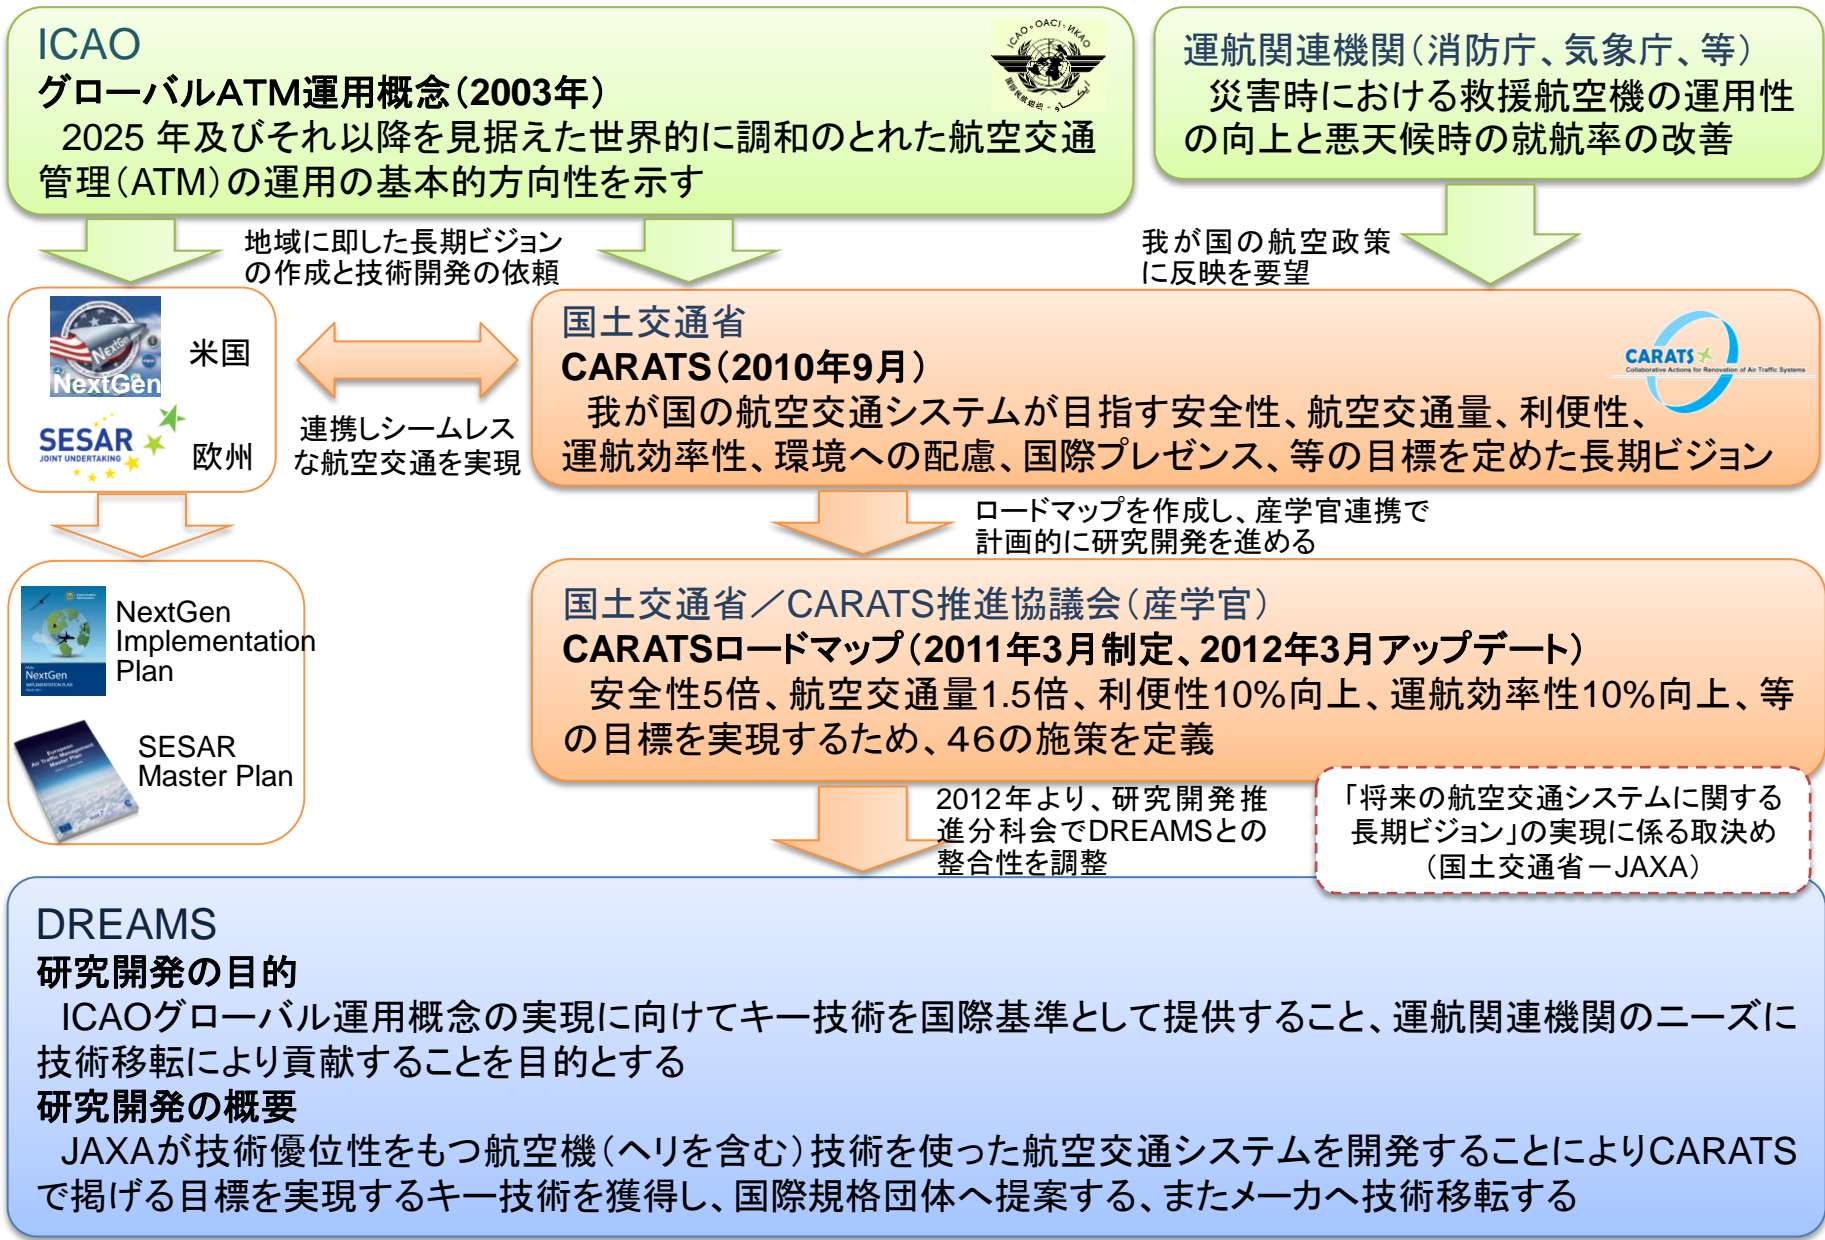 ICAO
グローバルATM運用概念(2003年)
2025 年及びそれ以降を見据えた世界的に調和のとれた航空交通
管理(ATM)の運用の基本的方向性を示す
ICAO・OACI・ИКАО
運航関連機関(消防庁、気象庁、等)
災害時における救援航空機の運用性
の向上と悪天候時の就航率の改善
地域に即した長期ビジョン
の作成と技術開発の依頼
我が国の航空政策
に反映を要望
NextGen
NextGen
米国
SESAR
JOINT UNDERTAKING
欧州
連携しシームレス
な航空交通を実現
国土交通省
CARATS(2010年9月)
我が国の航空交通システムが目指す安全性、航空交通量、利便性、
運航効率性、環境への配慮、国際プレゼンス、等の目標を定めた長期ビジョン
CARATS
Collaborative Actions for Renovation of Air Traffic Systems
ロードマップを作成し、産学官連携で
計画的に研究開発を進める
NextGen
NextGen
Implementation
Plan
European
Air Traffic Management
Master Plan
SESAR
Master Plan
国土交通省／CARATS推進協議会(産学官)
CARATSロードマップ(2011年3月制定、2012年3月アップデート)
安全性5倍、航空交通量1.5倍、利便性10%向上、運航効率性10%向上、等
の目標を実現するため、46の施策を定義
2012年より、研究開発推
進分科会でDREAMSとの
整合性を調整
「将来の航空交通システムに関する
長期ビジョン」の実現に係る取決め
(国土交通省－JAXA)
DREAMS
研究開発の目的
ICAOグローバル運用概念の実現に向けてキー技術を国際基準として提供すること、運航関連機関のニーズに
技術移転により貢献することを目的とする
研究開発の概要
JAXAが技術優位性をもつ航空機(ヘリを含む)技術を使った航空交通システムを開発することによりCARATS
で掲げる目標を実現するキー技術を獲得し、国際規格団体へ提案する、またメーカへ技術移転する